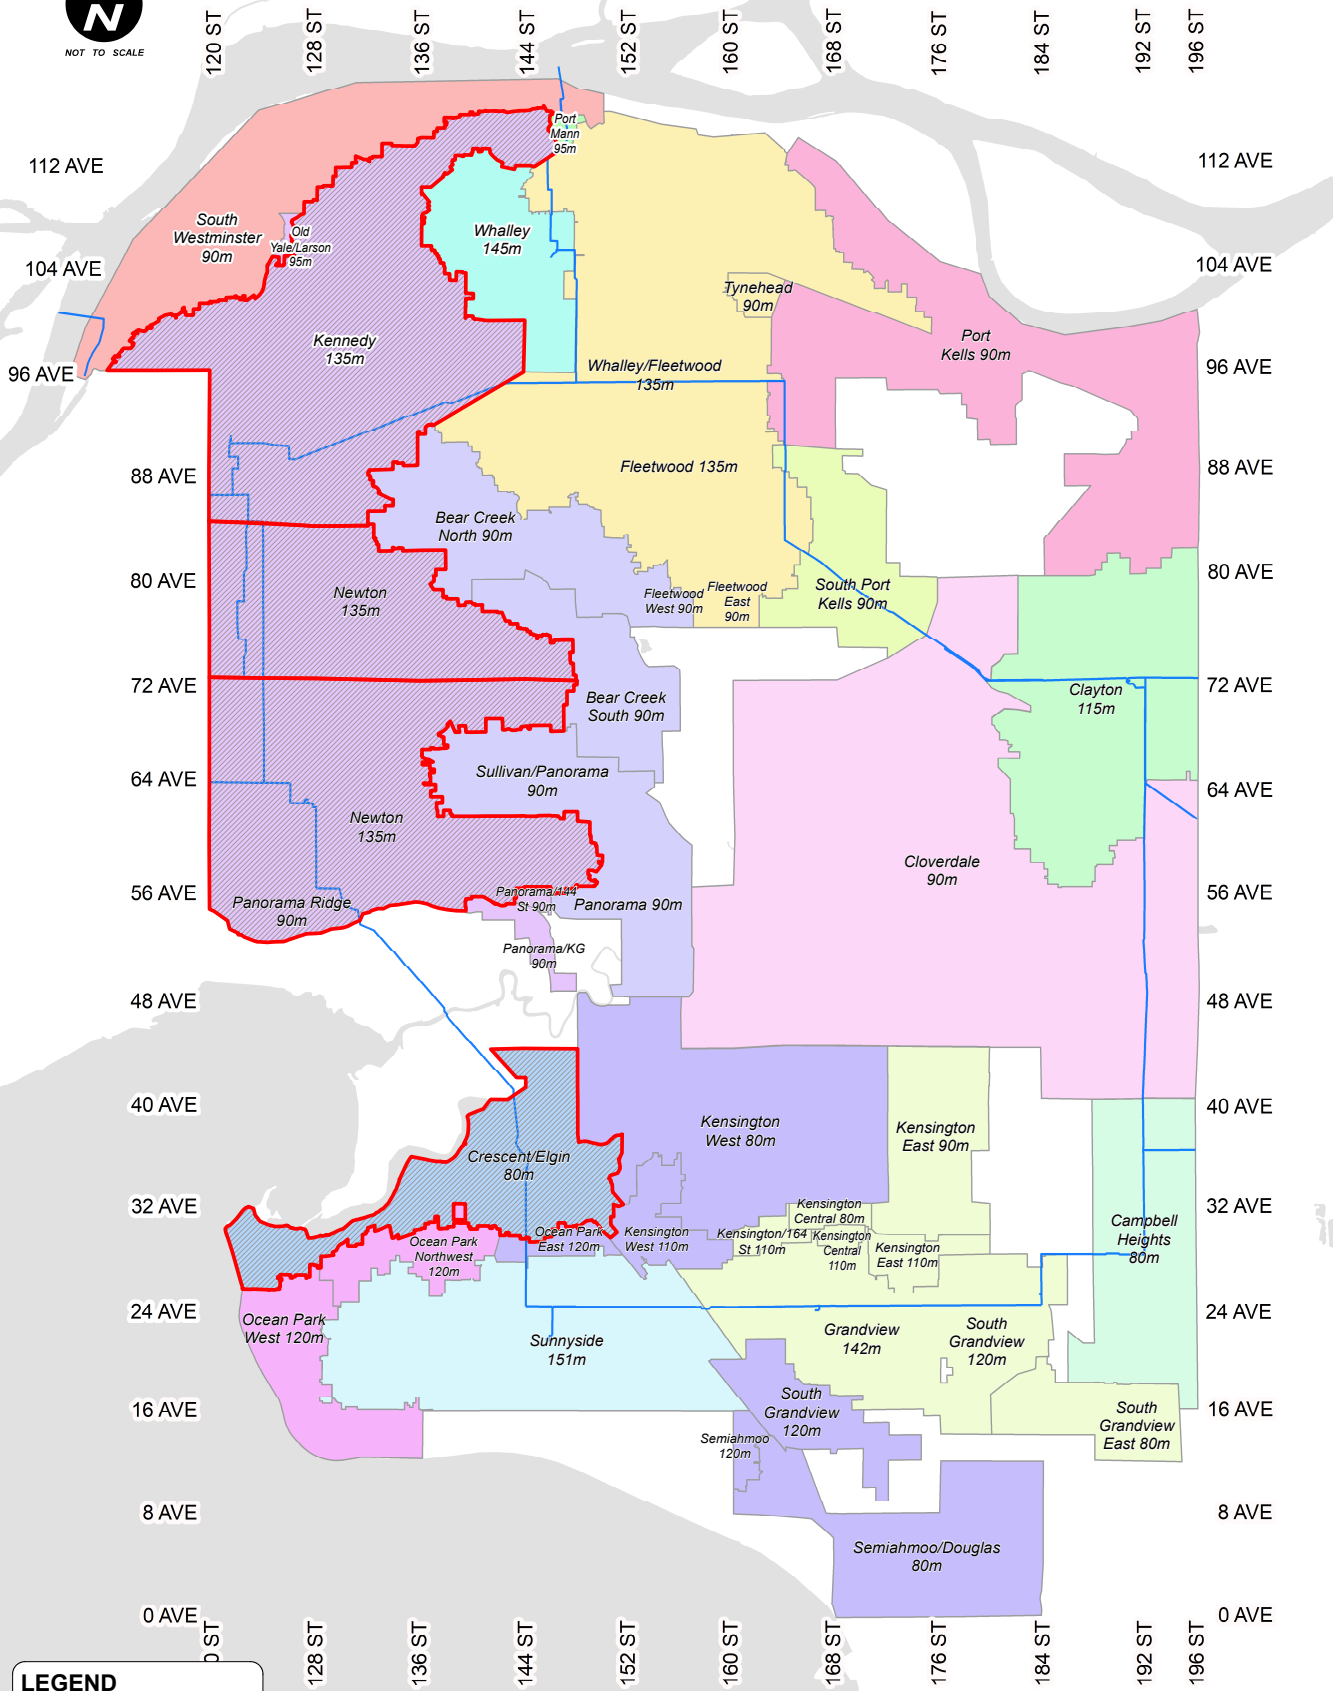 N
NOT TO SCALE
120 ST
128 ST
136 ST
144 ST
152 ST
160 ST
168 ST
176 ST
184 ST
192 ST
196 ST
112 AVE
104 AVE
96 AVE
88 AVE
80 AVE
72 AVE
64 AVE
56 AVE
48 AVE
40 AVE
32 AVE
24 AVE
16 AVE
8 AVE
0 AVE
Port
Mann
95m
South
Westminster
90m
Old
Yale/Larson
95m
Whalley
145m
Kennedy
135m
Tynehead
90m
Port
Kells 90m
Whalley/Fleetwood
135m
Fleetwood 135m
Bear Creek
North 90m
Newton
135m
Fleetwood
West 90m
Fleetwood
East
90m
South Port
Kells 90m
Bear Creek
South 90m
Clayton
115m
Sullivan/Panorama
90m
Newton
135m
Cloverdale
90m
Panorama Ridge
90m
Panorama/144
St 90m
Panorama 90m
Panorama/KG
90m
Crescent/Elgin
80m
Kensington
West 80m
Kensington
East 90m
Ocean Park
Northwest
120m
Ocean Park
East 120m
Kensington
West 110m
Kensington/164
St 110m
Kensington
Central 80m
Kensington
Central
110m
Kensington
East 110m
Campbell
Heights
80m
Ocean Park
West 120m
Sunnyside
151m
Grandview
142m
South
Grandview
120m
South
Grandview
120m
South
Grandview
East 80m
Semiahmoo
120m
Semiahmoo/Douglas
80m
112 AVE
104 AVE
96 AVE
88 AVE
80 AVE
72 AVE
64 AVE
56 AVE
48 AVE
40 AVE
32 AVE
24 AVE
16 AVE
8 AVE
0 AVE
0 ST
128 ST
136 ST
144 ST
152 ST
160 ST
168 ST
176 ST
184 ST
192 ST
196 ST
LEGEND